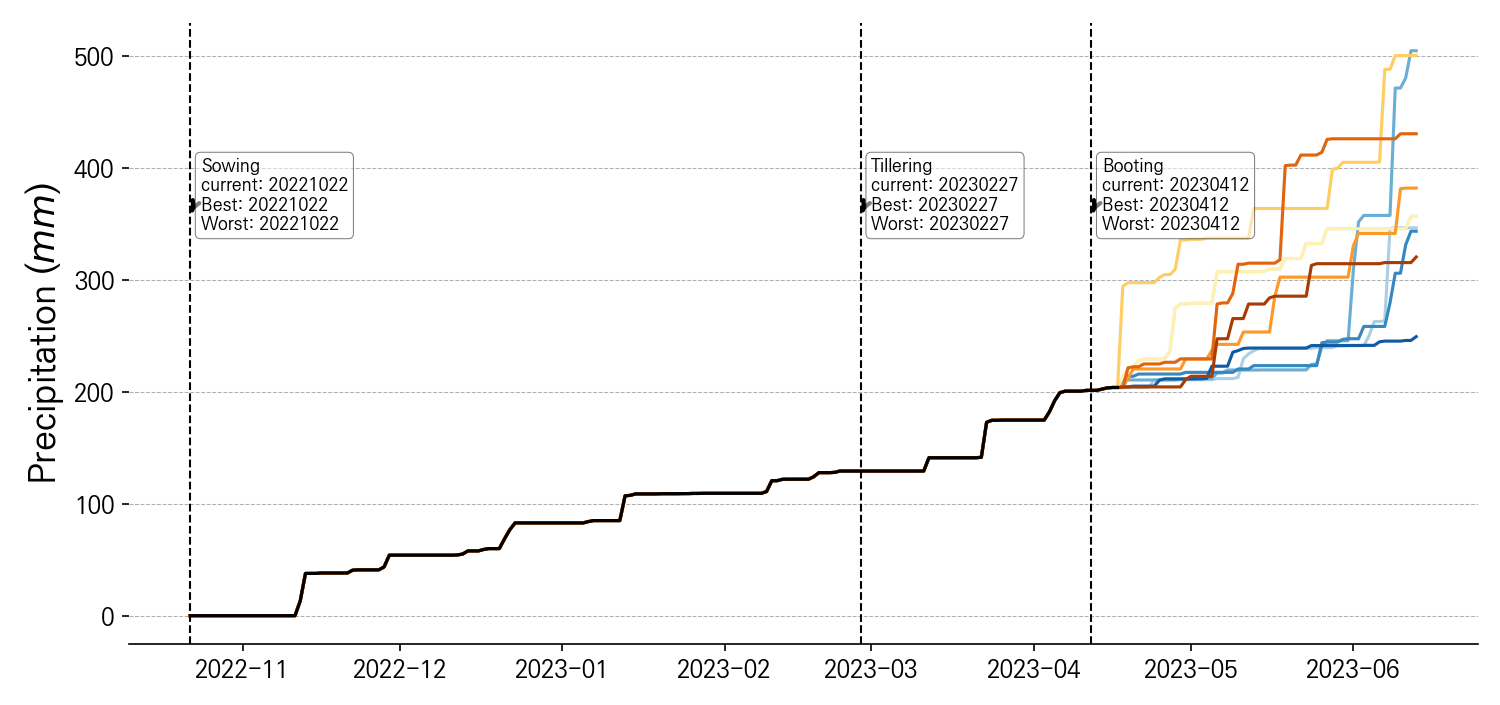 Precipitation (mm)
500
400
300
200
100
0
Sowing
current: 20221022
Best: 20221022
Worst: 20221022
Tillering
current: 20230227
Best: 20230227
Worst: 20230227
Booting
current: 20230412
Best: 20230412
Worst: 20230412
2022−11
2022−12
2023−01
2023−02
2023−03
2023−04
2023−05
2023−06